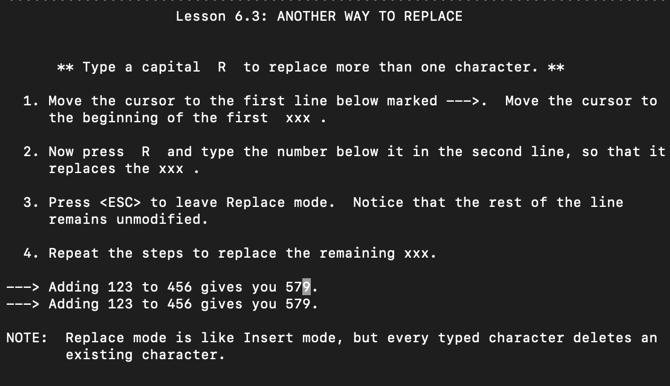 Lesson 6.3: ANOTHER WAY TO REPLACE
** Type a capital  R  to replace more than one character. **
1. Move the cursor to the first line below marked --->.  Move the cursor to
the beginning of the first  xxx .
2. Now press  R  and type the number below it in the second line, so that it
replaces the xxx .
3. Press <ESC> to leave Replace mode.  Notice that the rest of the line
remains unmodified.
4. Repeat the steps to replace the remaining xxx.
---> Adding 123 to 456 gives you 579.
---> Adding 123 to 456 gives you 579.
NOTE:  Replace mode is like Insert mode, but every typed character deletes an
existing character.